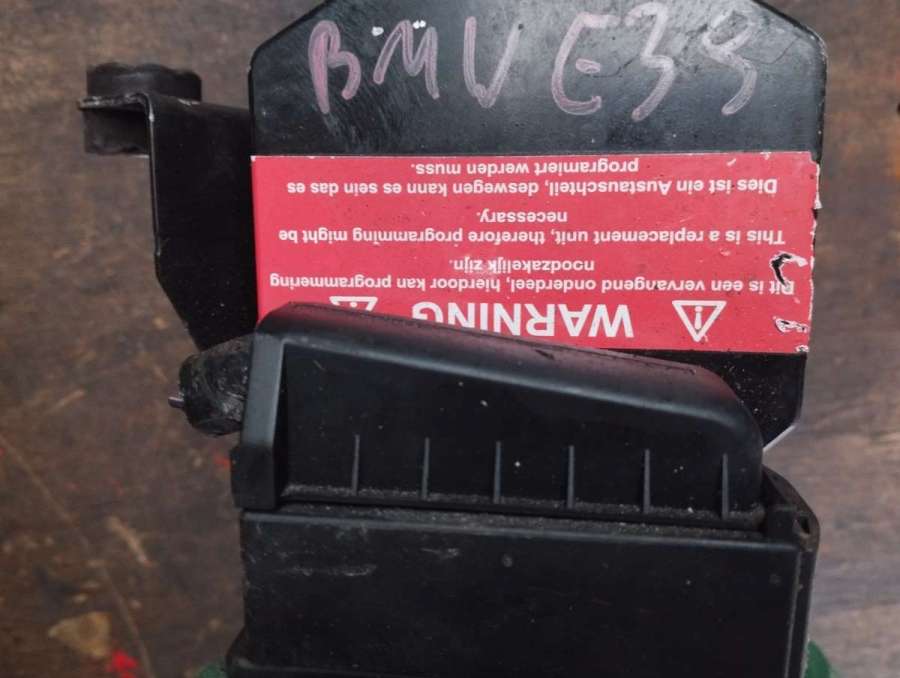 BMW E39
WARNING
Dit is een vervangend onderdeel, hierdoor kan programmering
noodzakelijk zijn.
This is a replacement unit, therefore programming might be
necessary.
Dies ist ein Austauschteil, deswegen kann es sein das es
programiert werden muss.